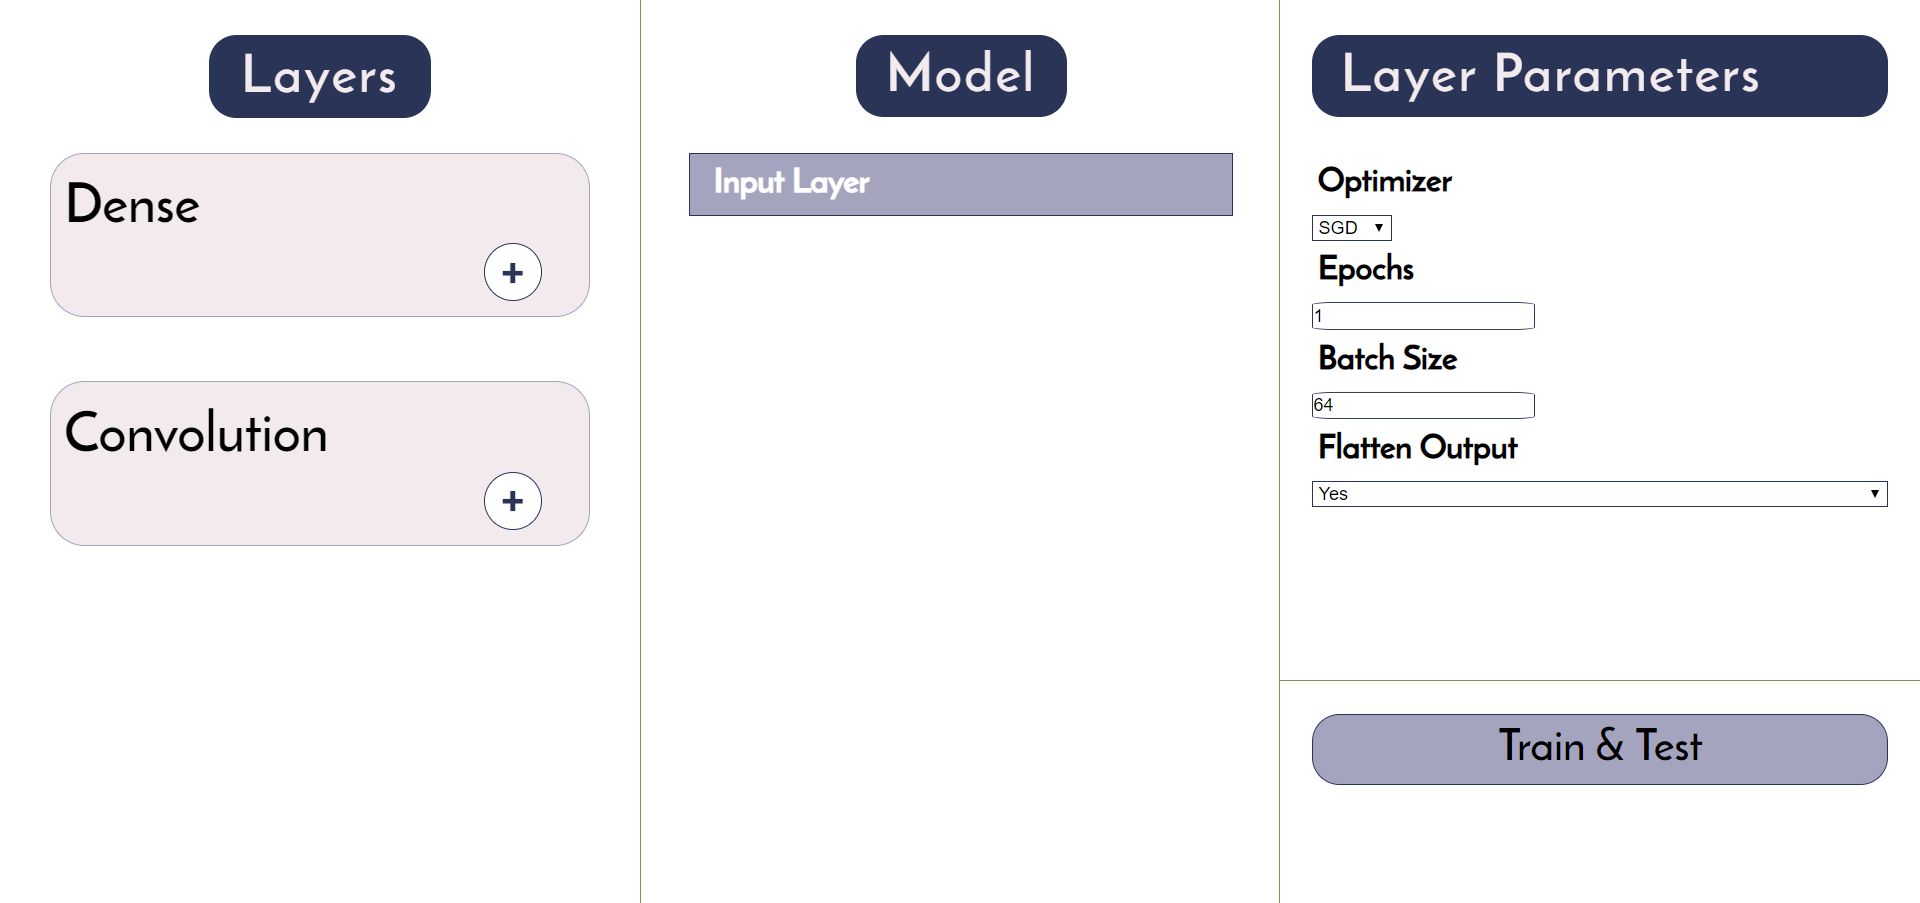 Layers
Dense
+
Convolution
+
Model
Input Layer
Layer Parameters
Optimizer
SGD
Epochs
1
Batch Size
64
Flatten Output
Yes
Train & Test